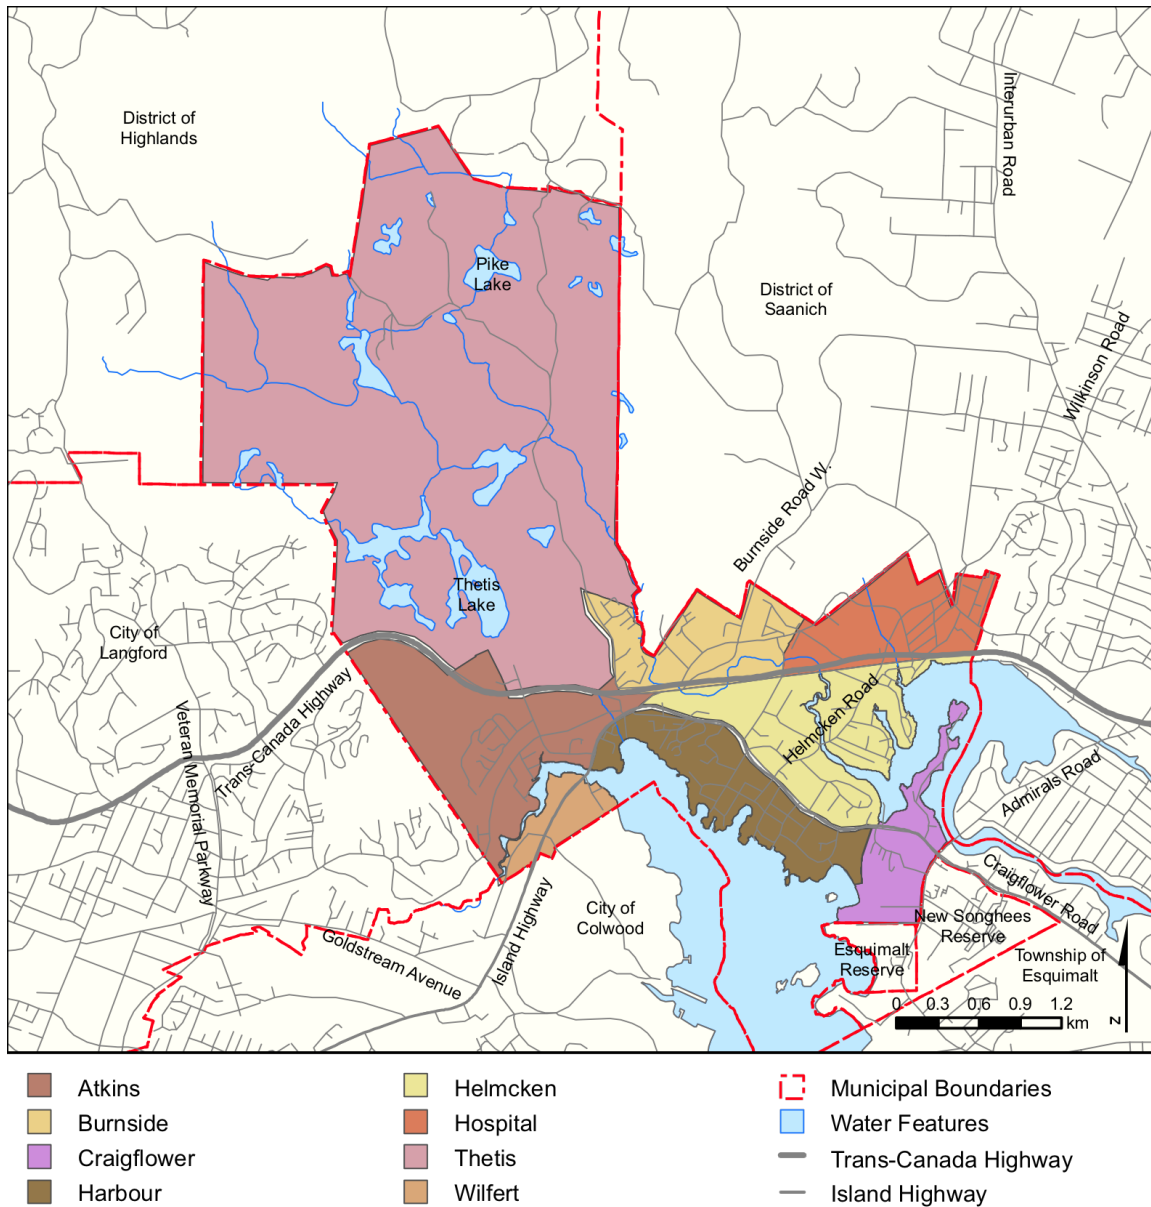 District of
Highlands
Interurban Road
Pike
Lake
District of
Saanich
Wilkinson Road
Burnside Road W.
Thetis
Lake
City of
Langford
Trans-Canada Highway
Veteran Memorial Parkway
Helmcken Road
Admirals Road
Craigflower Road
City of
Colwood
Island Highway
Goldstream Avenue
New Songhees
Reserve
Esquimalt
Reserve
Township of
Esquimalt
0 0.3 0.6 0.9 1.2
km
N
Atkins
Burnside
Craigflower
Harbour
Helmcken
Hospital
Thetis
Wilfert
Municipal Boundaries
Water Features
Trans-Canada Highway
Island Highway